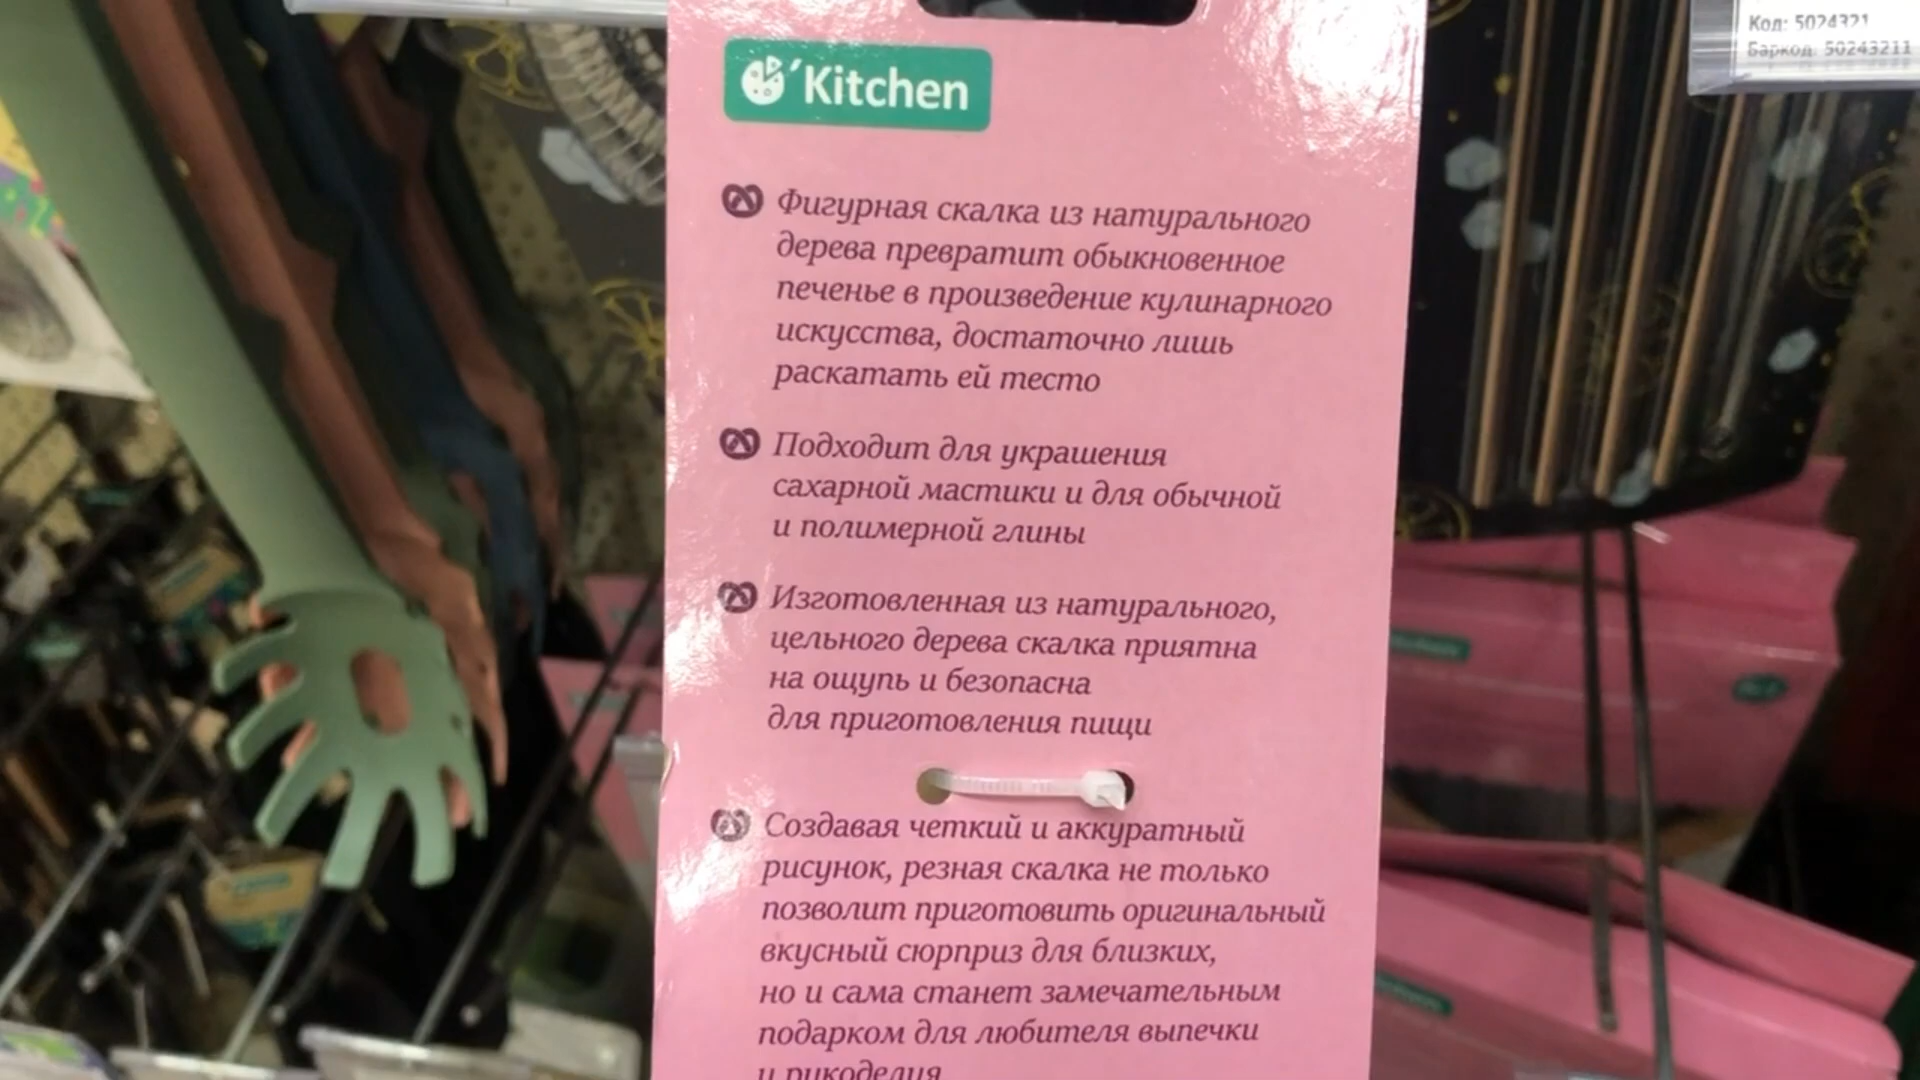 'Kitchen
Фигурная скалка из натурального
дерева превратит обыкновенное
печенье в произведение кулинарного
искусства, достаточно лишь
раскатать ей тесто
Подходит для украшения
сахарной мастики и для обычной
и полимерной глины
Изготовленная из натурального,
цельного дерева скалка приятна
на ощупь и безопасна
для приготовления пищи
Создавая четкий и аккуратный
рисунок, резная скалка не только
позволит приготовить оригинальный
вкусный сюрприз для близких,
но и сама станет замечательным
подарком для любителя выпечки
и рукоделия
Код: 5024321
Баркод: 50243211